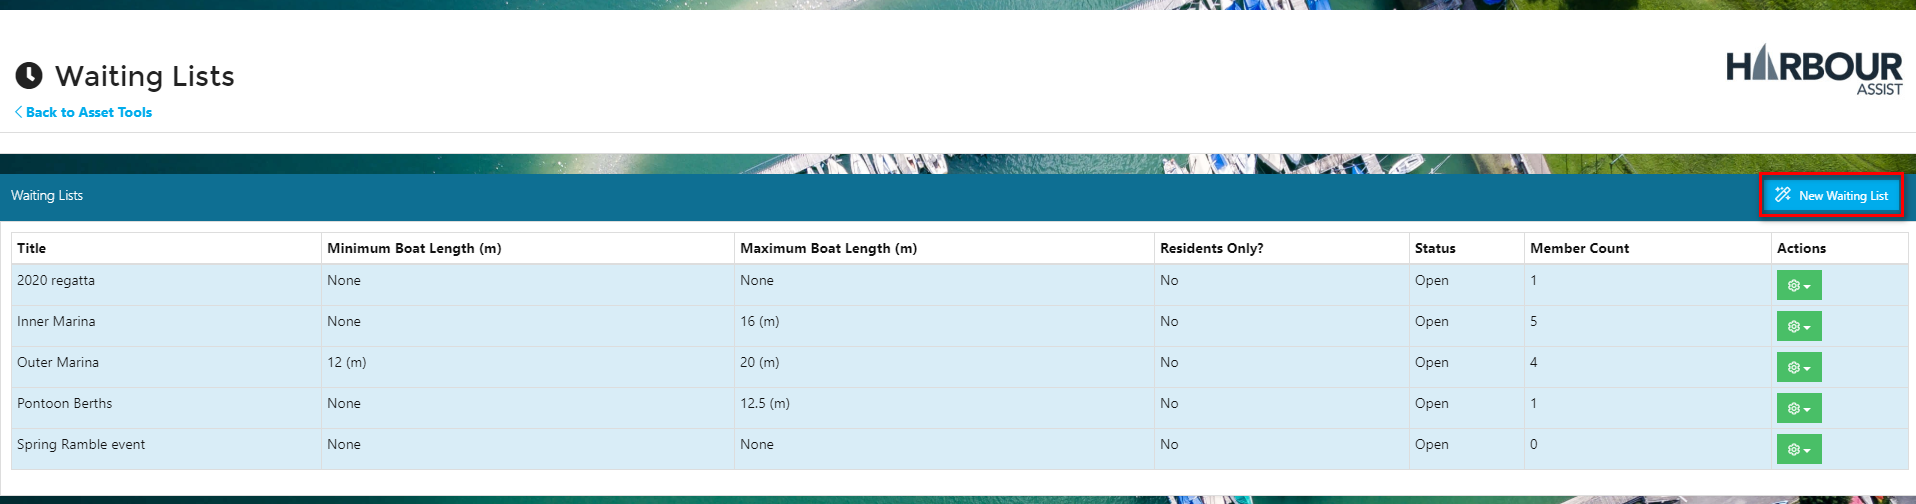 Waiting Lists
HARBOUR
ASSIST
Back to Asset Tools
Waiting Lists
New Waiting List
Title Minimum Boat Length (m) Maximum Boat Length (m) Residents Only? Status Member Count Actions
2020 regatta None None No Open 1
Inner Marina None 16 (m) No Open 5
Outer Marina 12 (m) 20 (m) No Open 4
Pontoon Berths None 12.5 (m) No Open 1
Spring Ramble event None None No Open 0